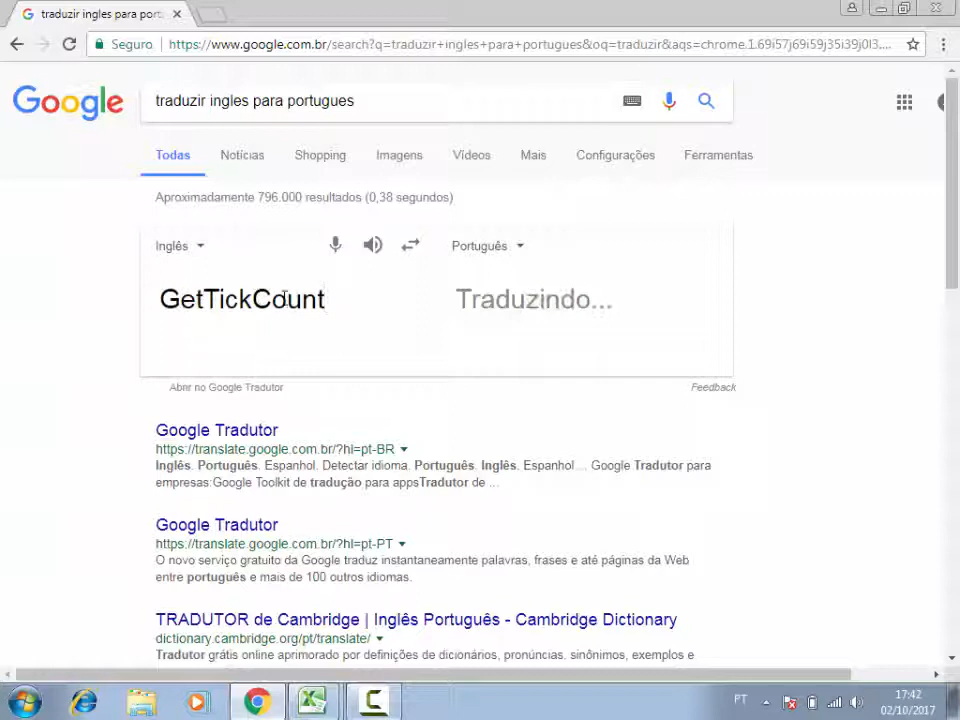 traduzir ingles para port
Seguro
https://www.google.com.br/search?q=traduzir+ingles+para+portugues&oq=traduzir&aqs=chrome.1.69i57j69i59j35i39j0l3....
Google
traduzir ingles para portugues
Todas Notícias Shopping Imagens Vídeos Mais Configurações Ferramentas
Aproximadamente 796.000 resultados (0,38 segundos)
Inglês Português
GetTickCount Traduzindo...
Abrir no Google Tradutor Feedback
Google Tradutor
https://translate.google.com.br/?hl=pt-BR
Inglês. Português. Espanhol. Detectar idioma. Português. Inglês. Espanhol ... Google Tradutor para
empresas:Google Toolkit de tradução para appsTradutor de ...
Google Tradutor
https://translate.google.com.br/?hl=pt-PT
O novo serviço gratuito da Google traduz instantaneamente palavras, frases e até páginas da Web
entre português e mais de 100 outros idiomas.
TRADUTOR de Cambridge | Inglês Português - Cambridge Dictionary
dictionary.cambridge.org/pt/translate/
Tradutor grátis online aprimorado por definições de dicionários, pronúncias, sinônimos, exemplos e
PT
17:42
02/10/2017